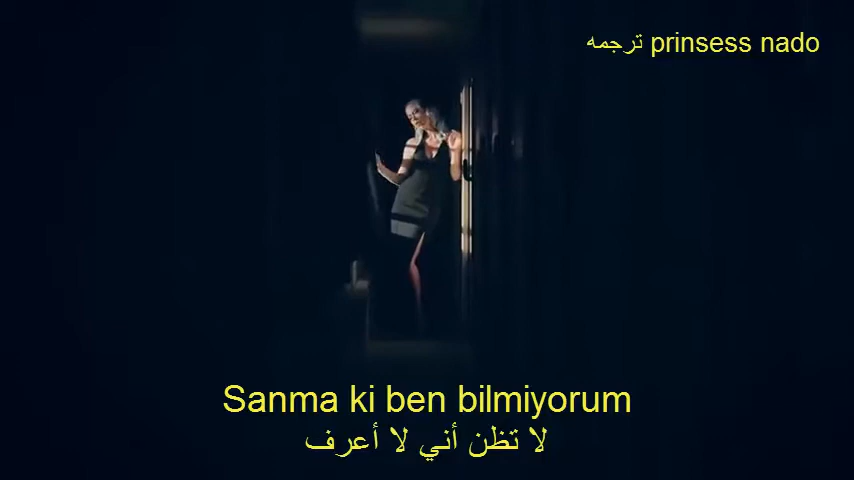 ترجمه prinsess nado
Sanma ki ben bilmiyorum
لا تظن أني لا أعرف